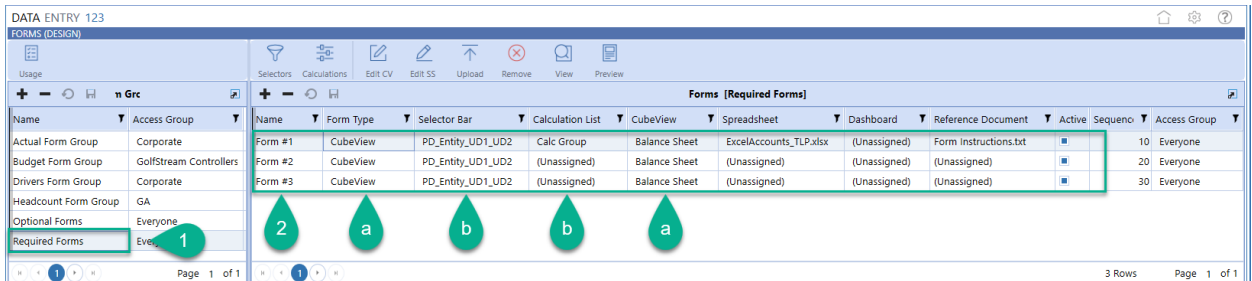 DATA ENTRY 123
FORMS (DESIGN)
Usage
Selectors Calculations Edit CV Edit SS Upload Remove View Preview
n Grc
Forms [Required Forms]
Name Access Group
Name Form Type Selector Bar Calculation List CubeView Spreadsheet Dashboard Reference Document Active Sequence Access Group
Actual Form Group Corporate
Form #1 CubeView PD_Entity_UD1_UD2 Calc Group Balance Sheet ExcelAccounts_TLP.xlsx (Unassigned) Form Instructions.txt 10 Everyone
Budget Form Group GolfStream Controllers
Form #2 CubeView PD_Entity_UD1_UD2 (Unassigned) Balance Sheet (Unassigned) (Unassigned) (Unassigned) 20 Everyone
Drivers Form Group Corporate
Form #3 CubeView PD_Entity_UD1_UD2 (Unassigned) Balance Sheet (Unassigned) (Unassigned) (Unassigned) 30 Everyone
Headcount Form Group GA
Optional Forms Everyone
Required Forms Every 1
2 a b b a
1 Page 1 of 1
1 3 Rows Page 1 of 1